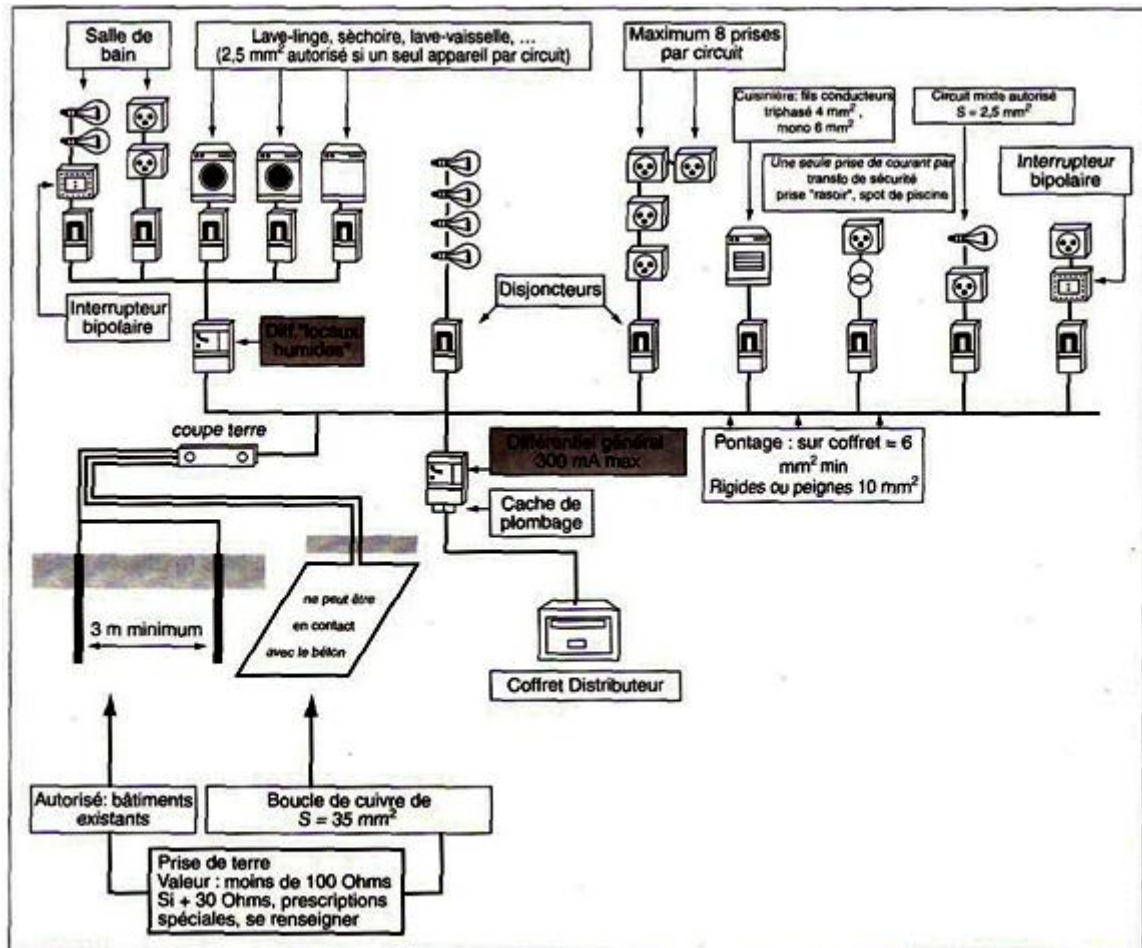 Salle de
bain
Lave-linge, sèchoire, lave-vaisselle, ...
(2,5 mm² autorisé si un seul appareil par circuit)
Maximum 8 prises
par circuit
Cuisinière: fils conducteurs
triphasé 4 mm² ,
mono 6 mm²
Circuit mixte autorisé
S = 2,5 mm²
Une seule prise de courant par
transfo de sécurité
prise "rasoir", spot de piscine
Interrupteur
bipolaire
Interrupteur
bipolaire
Diff."locaux
humides"
Disjoncteurs
coupe terre
Différentiel général
300 mA max
Pontage : sur coffret = 6
mm² min
Rigides ou peignes 10 mm²
Cache de
plombage
ne peut être
en contact
avec le béton
3 m minimum
Coffret Distributeur
Autorisé: bâtiments
existants
Boucle de cuivre de
S = 35 mm²
Prise de terre
Valeur : moins de 100 Ohms
Si + 30 Ohms, prescriptions
spéciales, se renseigner